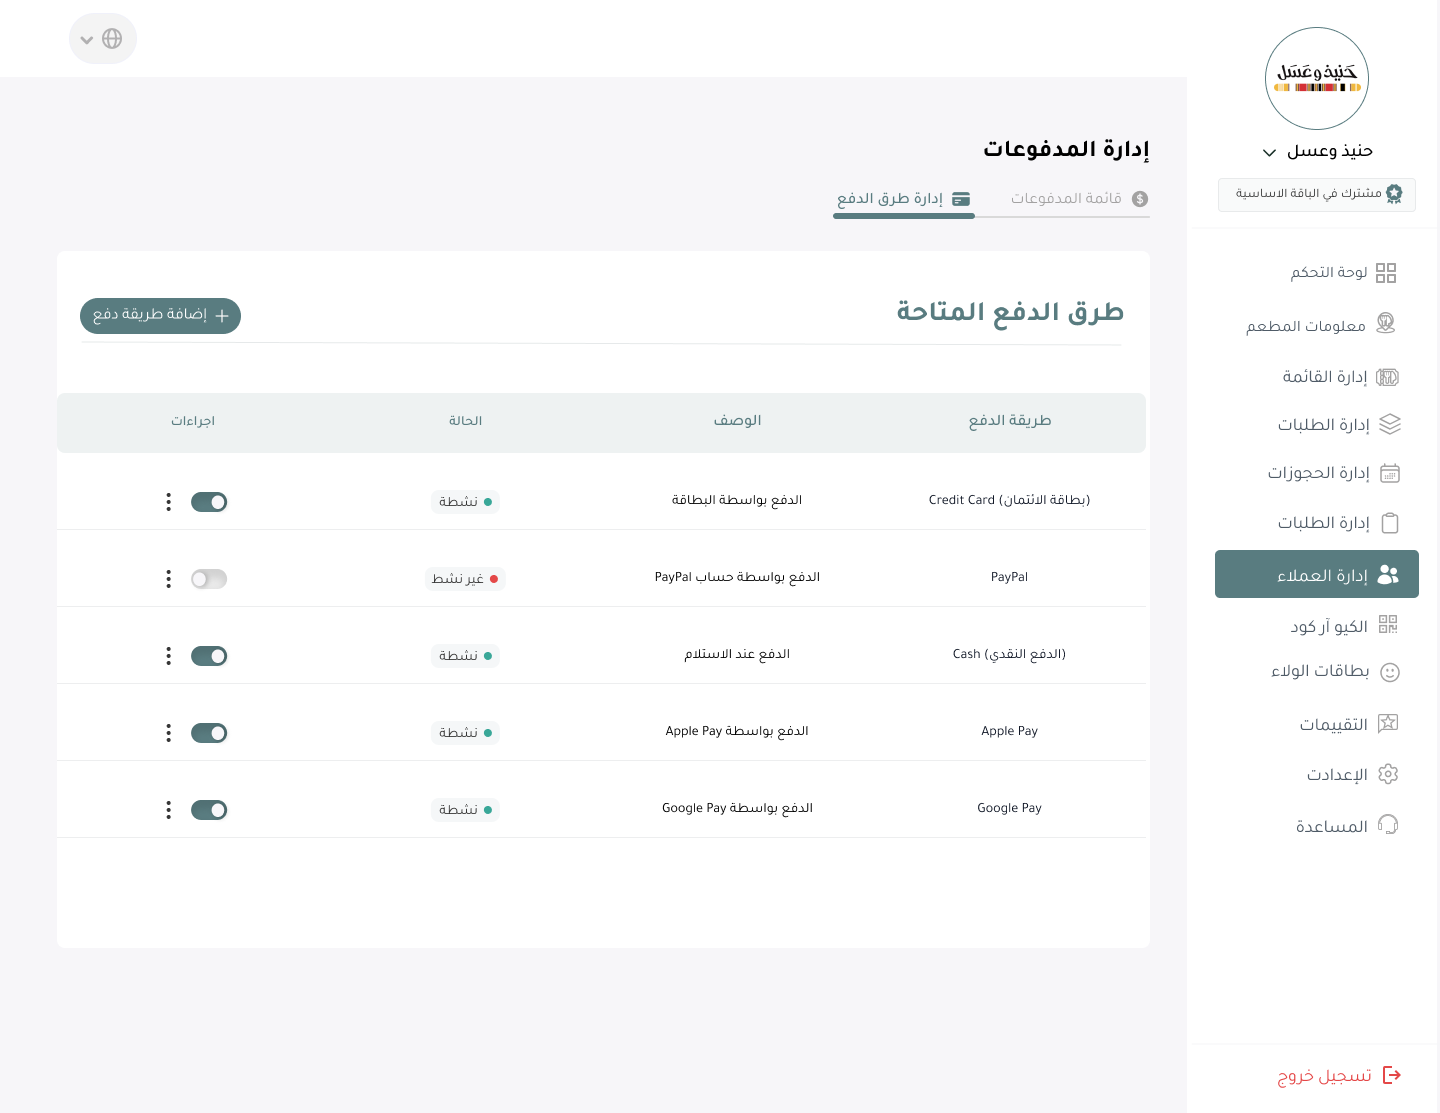 حنيذ وعسل
حنيذ وعسل
مشترك في الباقة الاساسية
لوحة التحكم
معلومات المطعم
إدارة القائمة
إدارة الطلبات
إدارة الحجوزات
إدارة الطلبات
إدارة العملاء
الكيو آر كود
بطاقات الولاء
التقييمات
الإعدادت
المساعدة
تسجيل خروج
إدارة المدفوعات
قائمة المدفوعات
إدارة طرق الدفع
طرق الدفع المتاحة
إضافة طريقة دفع
طريقة الدفع الوصف الحالة اجراءات
Credit Card (بطاقة الائتمان) الدفع بواسطة البطاقة نشطة
PayPal الدفع بواسطة حساب PayPal غير نشط
Cash (الدفع النقدي) الدفع عند الاستلام نشطة
Apple Pay الدفع بواسطة Apple Pay نشطة
Google Pay الدفع بواسطة Google Pay نشطة